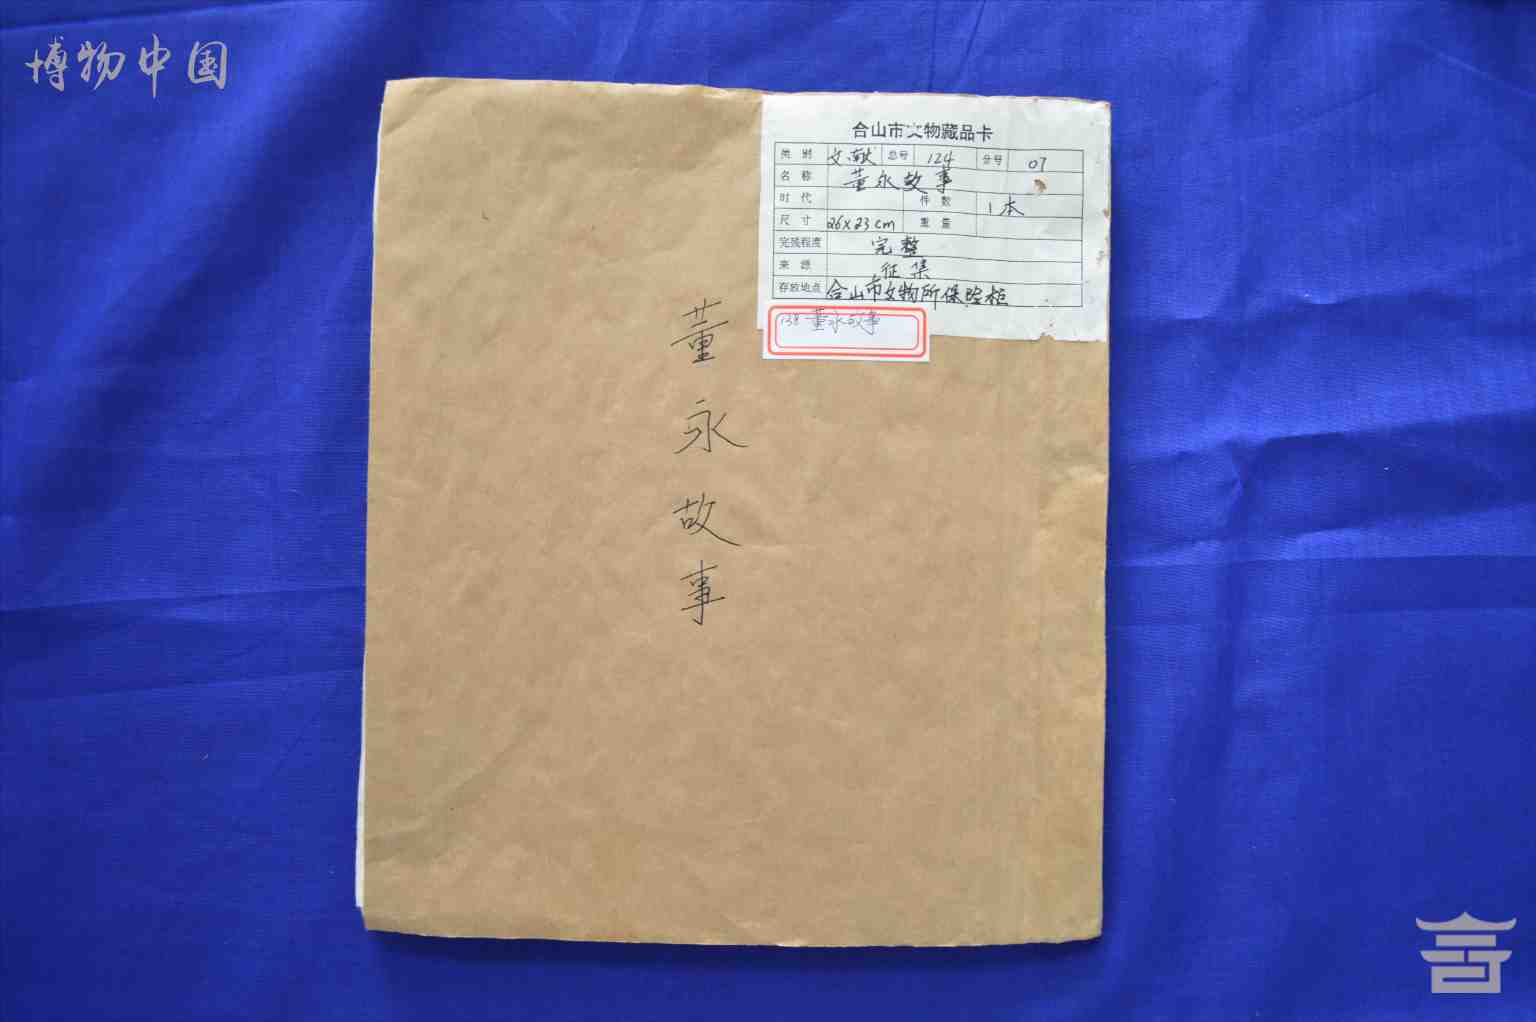 博物中国
合山市文物藏品卡
类别 文献 总号 124 分号 07
名称 董永故事
时代 件数 1本
尺寸 26x23cm 重量
完残程度 完整
来源 征集
存放地点 合山市文物所保险柜
138 董永故事
董
永
故
事